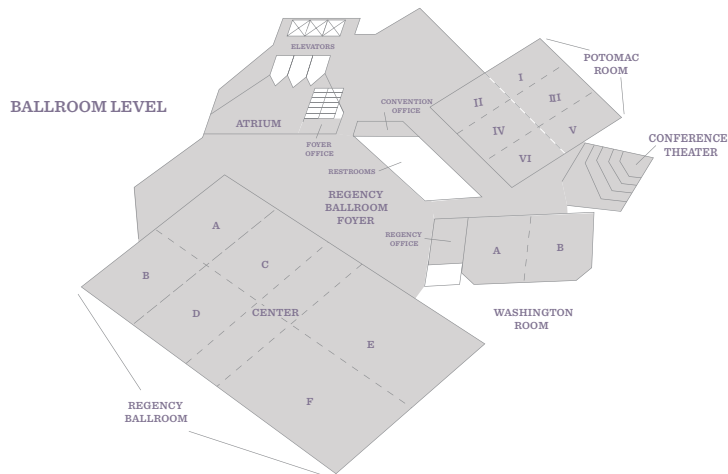 ELEVATORS
I
POTOMAC
ROOM
II
III
BALLROOM LEVEL
CONVENTION
OFFICE
ATRIUM
IV
V
FOYER
OFFICE
CONFERENCE
THEATER
VI
RESTROOMS
REGENCY
BALLROOM
FOYER
A
REGENCY
OFFICE
A
B
B
C
D
CENTER
WASHINGTON
ROOM
E
F
REGENCY
BALLROOM